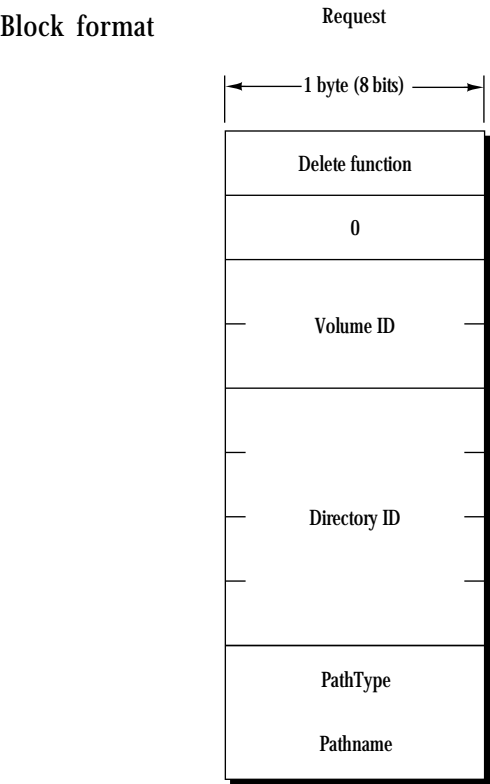 Block format
Request
1 byte (8 bits)
Delete function
0
Volume ID
Directory ID
PathType
Pathname